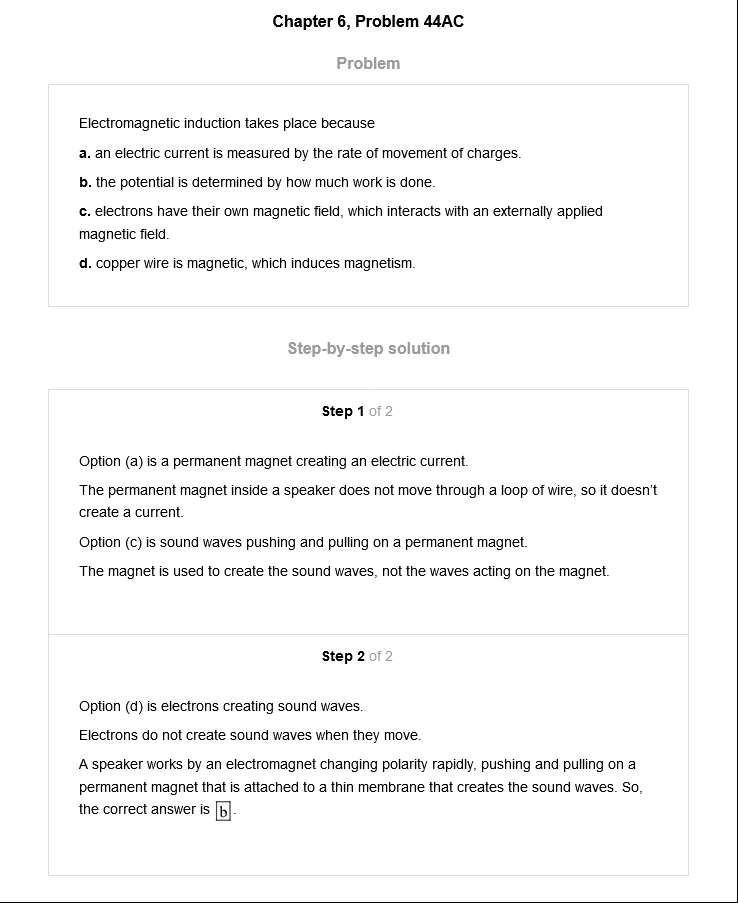 Chapter 6, Problem 44AC
Problem
Electromagnetic induction takes place because
a. an electric current is measured by the rate of movement of charges.
b. the potential is determined by how much work is done.
c. electrons have their own magnetic field, which interacts with an externally applied
magnetic field.
d. copper wire is magnetic, which induces magnetism.
Step-by-step solution
Step 1 of 2
Option (a) is a permanent magnet creating an electric current.
The permanent magnet inside a speaker does not move through a loop of wire, so it doesn't
create a current.
Option (c) is sound waves pushing and pulling on a permanent magnet.
The magnet is used to create the sound waves, not the waves acting on the magnet.
Step 2 of 2
Option (d) is electrons creating sound waves.
Electrons do not create sound waves when they move.
A speaker works by an electromagnet changing polarity rapidly, pushing and pulling on a
permanent magnet that is attached to a thin membrane that creates the sound waves. So,
the correct answer is b.